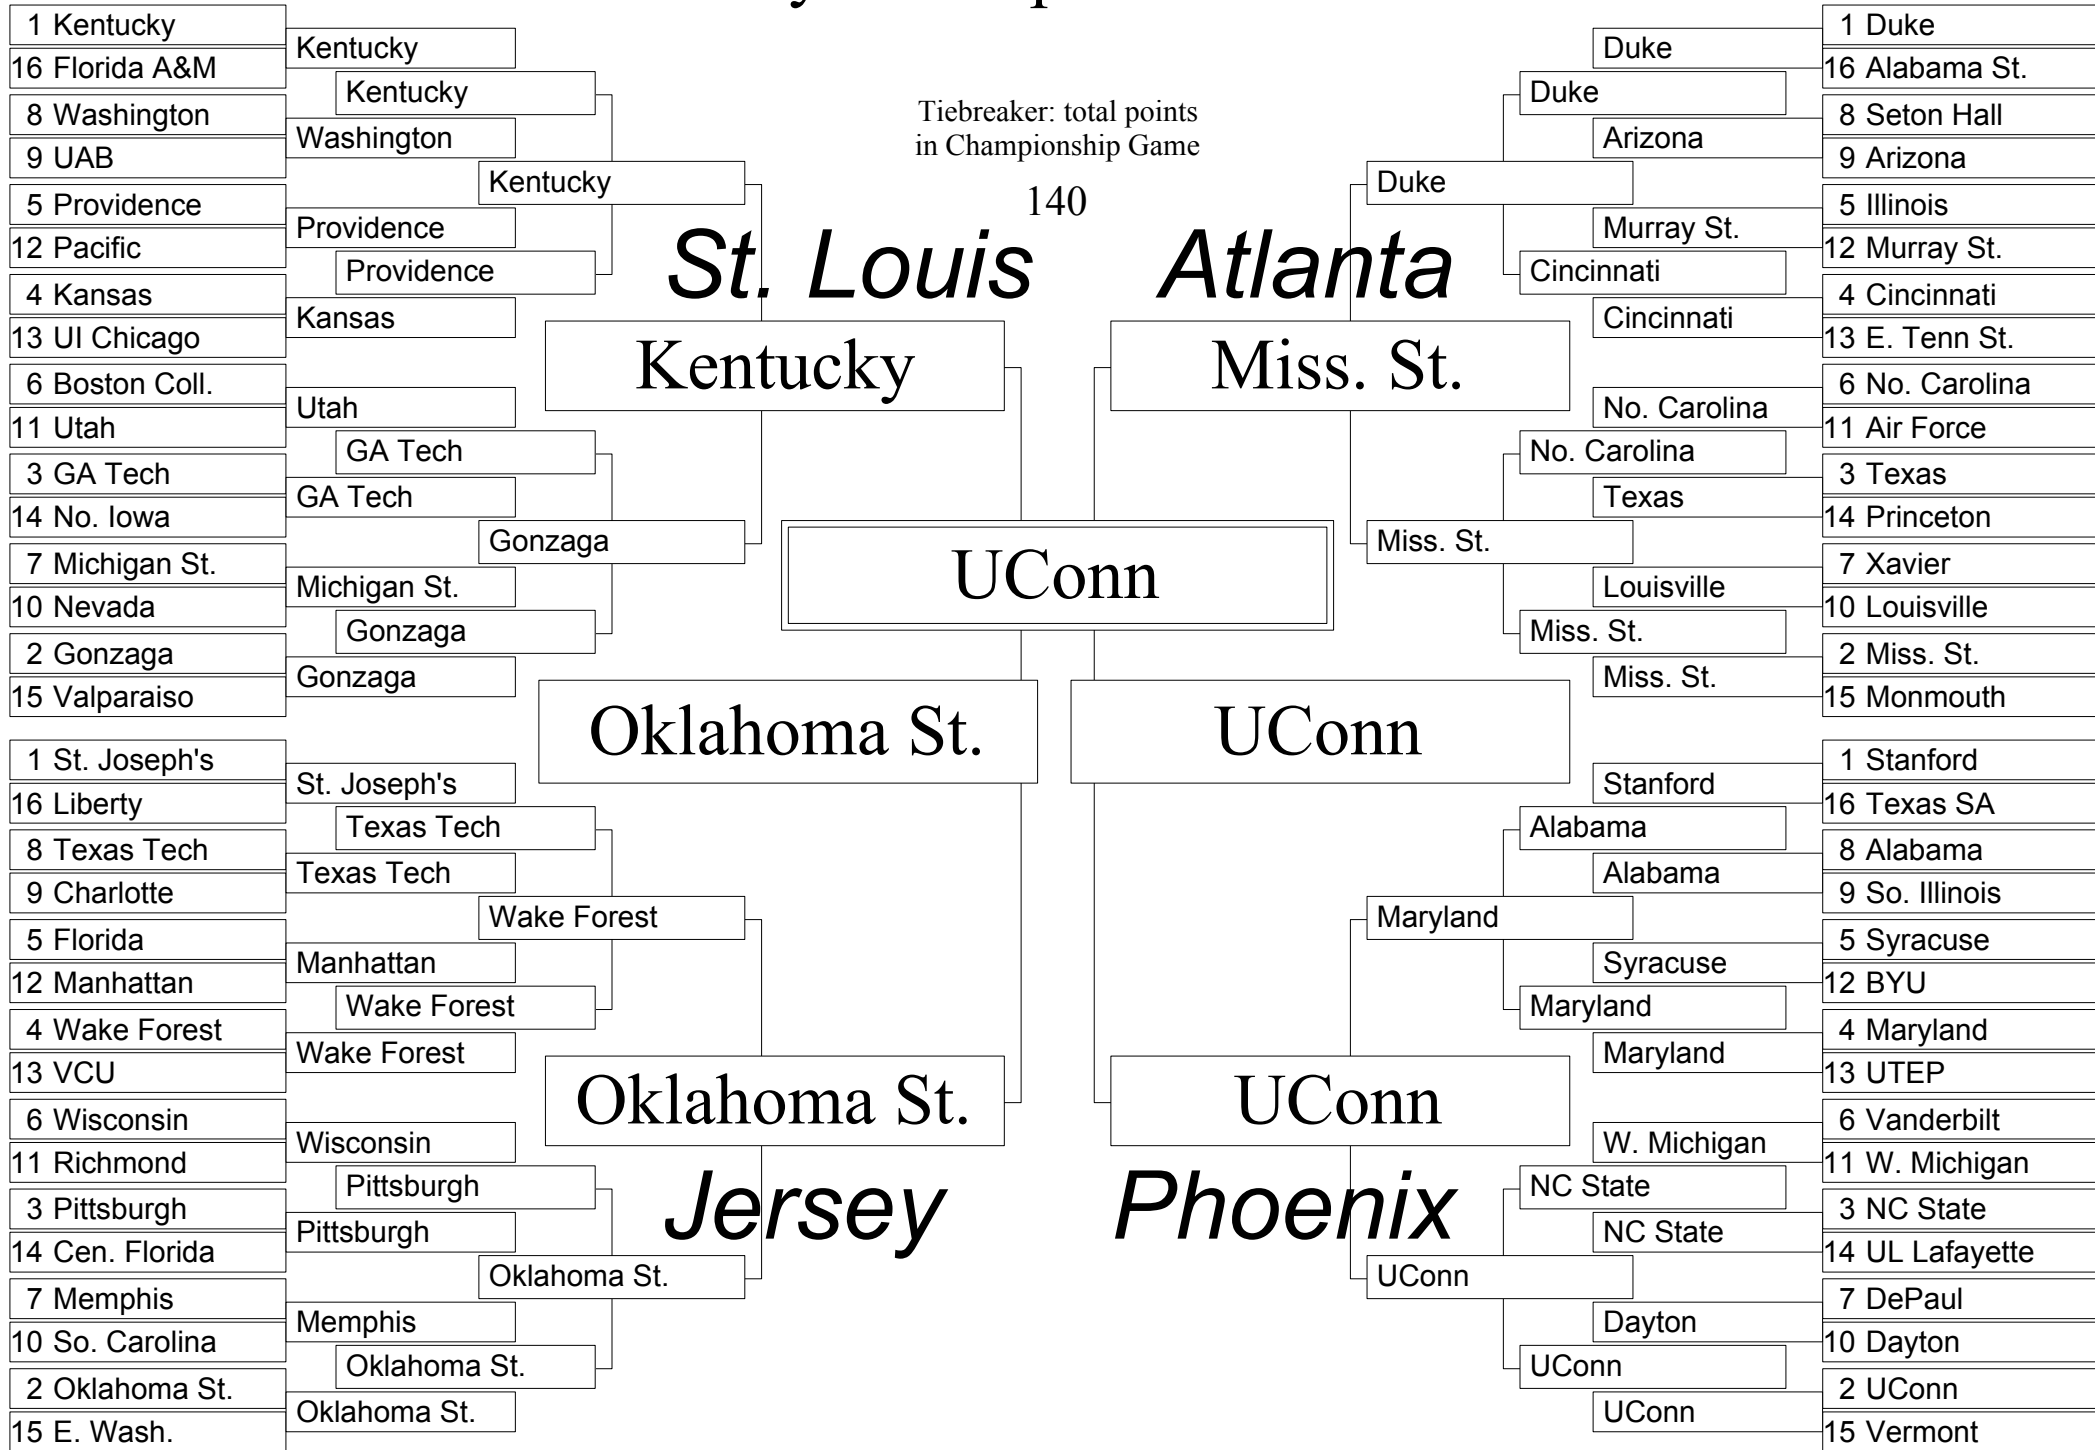 1 Kentucky
16 Florida A&M
8 Washington
9 UAB
5 Providence
12 Pacific
4 Kansas
13 UI Chicago
6 Boston Coll.
11 Utah
3 GA Tech
14 No. Iowa
7 Michigan St.
10 Nevada
2 Gonzaga
15 Valparaiso
Kentucky
Washington
Providence
Kansas
Utah
GA Tech
Michigan St.
Gonzaga
Kentucky
Providence
GA Tech
Gonzaga
Kentucky
Gonzaga
St. Louis
Kentucky
1 St. Joseph's
16 Liberty
8 Texas Tech
9 Charlotte
5 Florida
12 Manhattan
4 Wake Forest
13 VCU
6 Wisconsin
11 Richmond
3 Pittsburgh
14 Cen. Florida
7 Memphis
10 So. Carolina
2 Oklahoma St.
15 E. Wash.
St. Joseph's
Texas Tech
Manhattan
Wake Forest
Wisconsin
Pittsburgh
Memphis
Oklahoma St.
Texas Tech
Wake Forest
Pittsburgh
Oklahoma St.
Wake Forest
Oklahoma St.
Oklahoma St.
Jersey
Tiebreaker: total points
in Championship Game
140
UConn
Oklahoma St.
UConn
Atlanta
Miss. St.
Duke
Miss. St.
Duke
Cincinnati
No. Carolina
Miss. St.
Duke
Arizona
Murray St.
Cincinnati
No. Carolina
Texas
Louisville
Miss. St.
1 Duke
16 Alabama St.
8 Seton Hall
9 Arizona
5 Illinois
12 Murray St.
4 Cincinnati
13 E. Tenn St.
6 No. Carolina
11 Air Force
3 Texas
14 Princeton
7 Xavier
10 Louisville
2 Miss. St.
15 Monmouth
UConn
Phoenix
Maryland
UConn
Alabama
Maryland
NC State
UConn
Stanford
Alabama
Syracuse
Maryland
W. Michigan
NC State
Dayton
UConn
1 Stanford
16 Texas SA
8 Alabama
9 So. Illinois
5 Syracuse
12 BYU
4 Maryland
13 UTEP
6 Vanderbilt
11 W. Michigan
3 NC State
14 UL Lafayette
7 DePaul
10 Dayton
2 UConn
15 Vermont